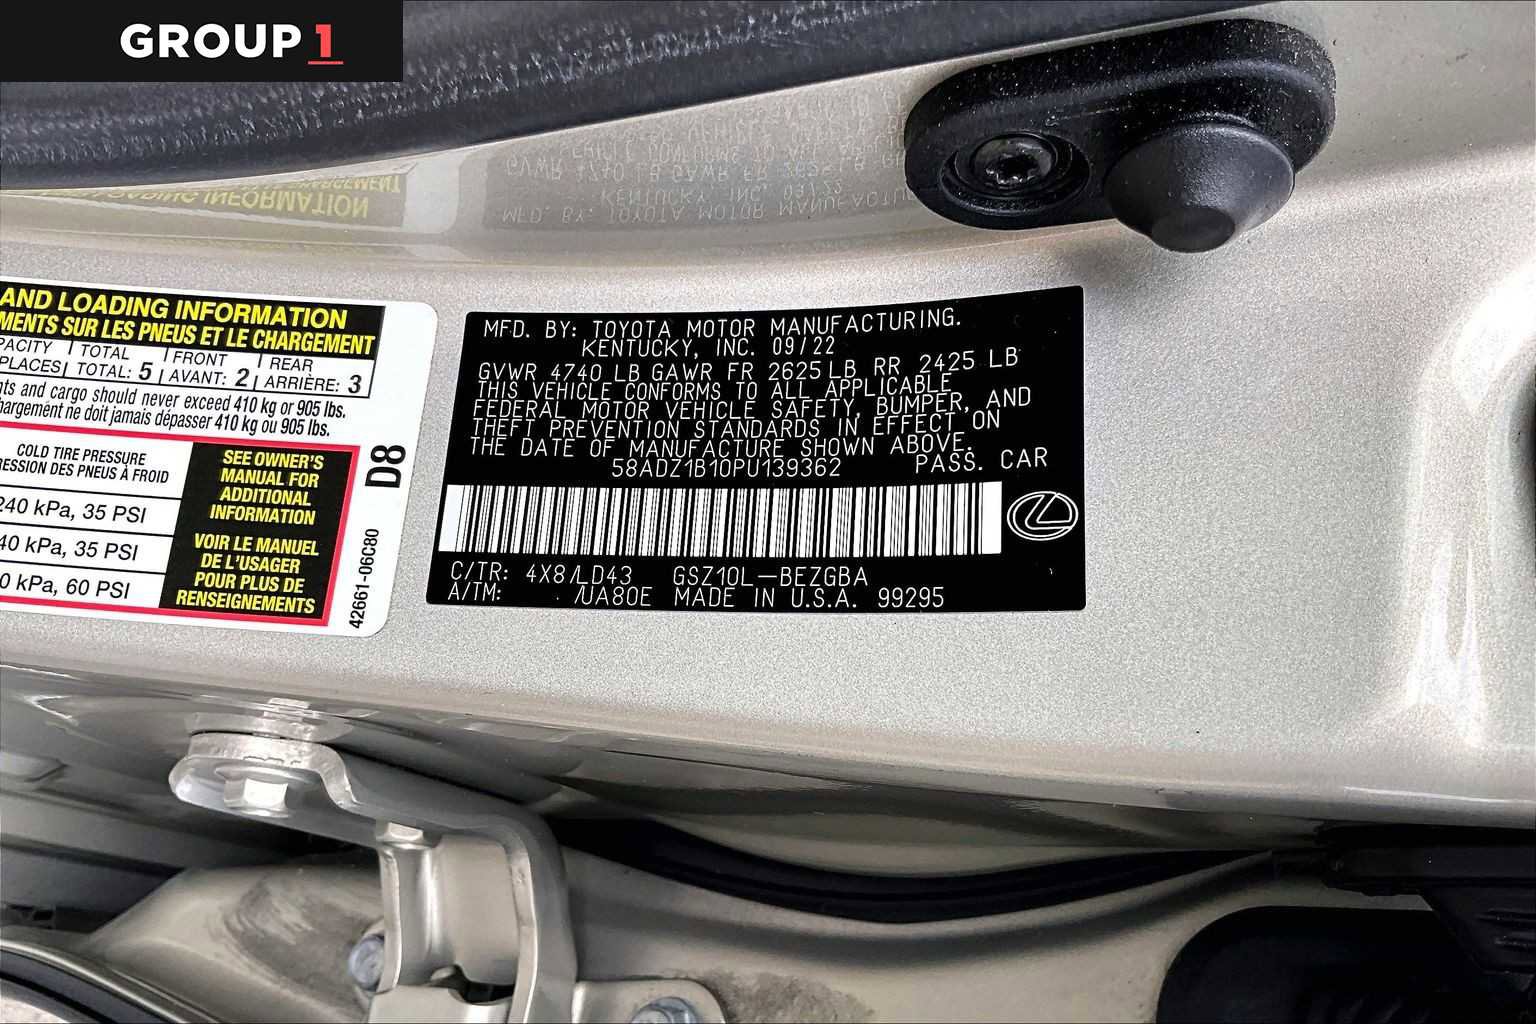 GROUP 1
AND LOADING INFORMATION
MENTS SUR LES PNEUS ET LE CHARGEMENT
PACITY | TOTAL | FRONT | REAR
PLACES | TOTAL: 5 | AVANT: 2 | ARRIÈRE: 3
nts and cargo should never exceed 410 kg or 905 lbs.
hargement ne doit jamais dépasser 410 kg ou 905 lbs.
COLD TIRE PRESSURE
RESSION DES PNEUS À FROID
240 kPa, 35 PSI
40 kPa, 35 PSI
0 kPa, 60 PSI
SEE OWNER'S
MANUAL FOR
ADDITIONAL
INFORMATION
VOIR LE MANUEL
DE L'USAGER
POUR PLUS DE
RENSEIGNEMENTS
D8
42661-06C80
MFD. BY: TOYOTA MOTOR MANUFACTURING.
KENTUCKY, INC. 09/22
GVWR 4740 LB GAWR FR 2625 LB RR 2425 LB
THIS VEHICLE CONFORMS TO ALL APPLICABLE
FEDERAL MOTOR VEHICLE SAFETY, BUMPER, AND
THEFT PREVENTION STANDARDS IN EFFECT ON
THE DATE OF MANUFACTURE SHOWN ABOVE.
58ADZ1B10PU139362 PASS. CAR
C/TR: 4X8/LD43 GSZ10L-BEZGBA
A/TM: /UA80E MADE IN U.S.A. 99295